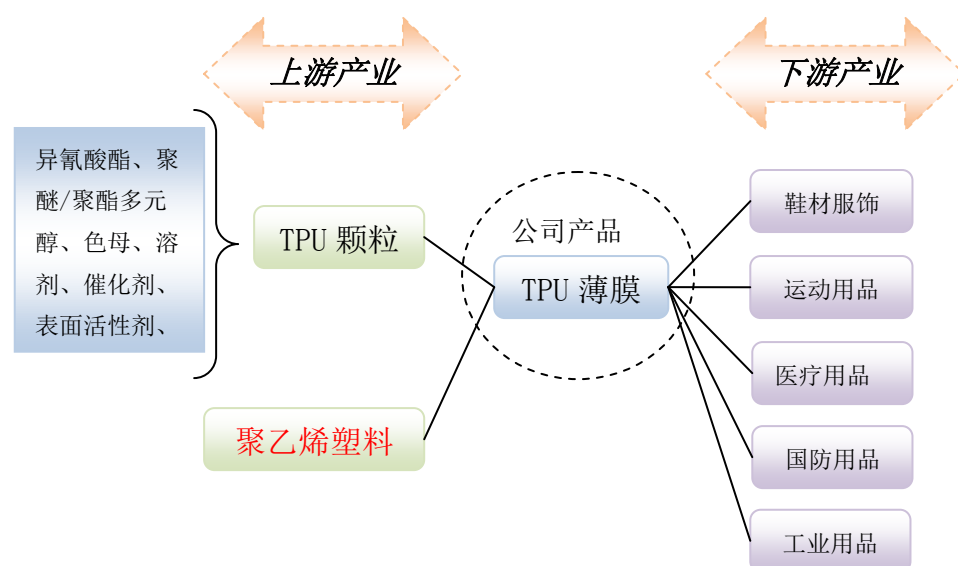 上游产业
下游产业
异氰酸酯、聚
醚/聚酯多元
醇、色母、溶
剂、催化剂、
表面活性剂、
TPU 颗粒
聚乙烯塑料
公司产品
TPU 薄膜
鞋材服饰
运动用品
医疗用品
国防用品
工业用品